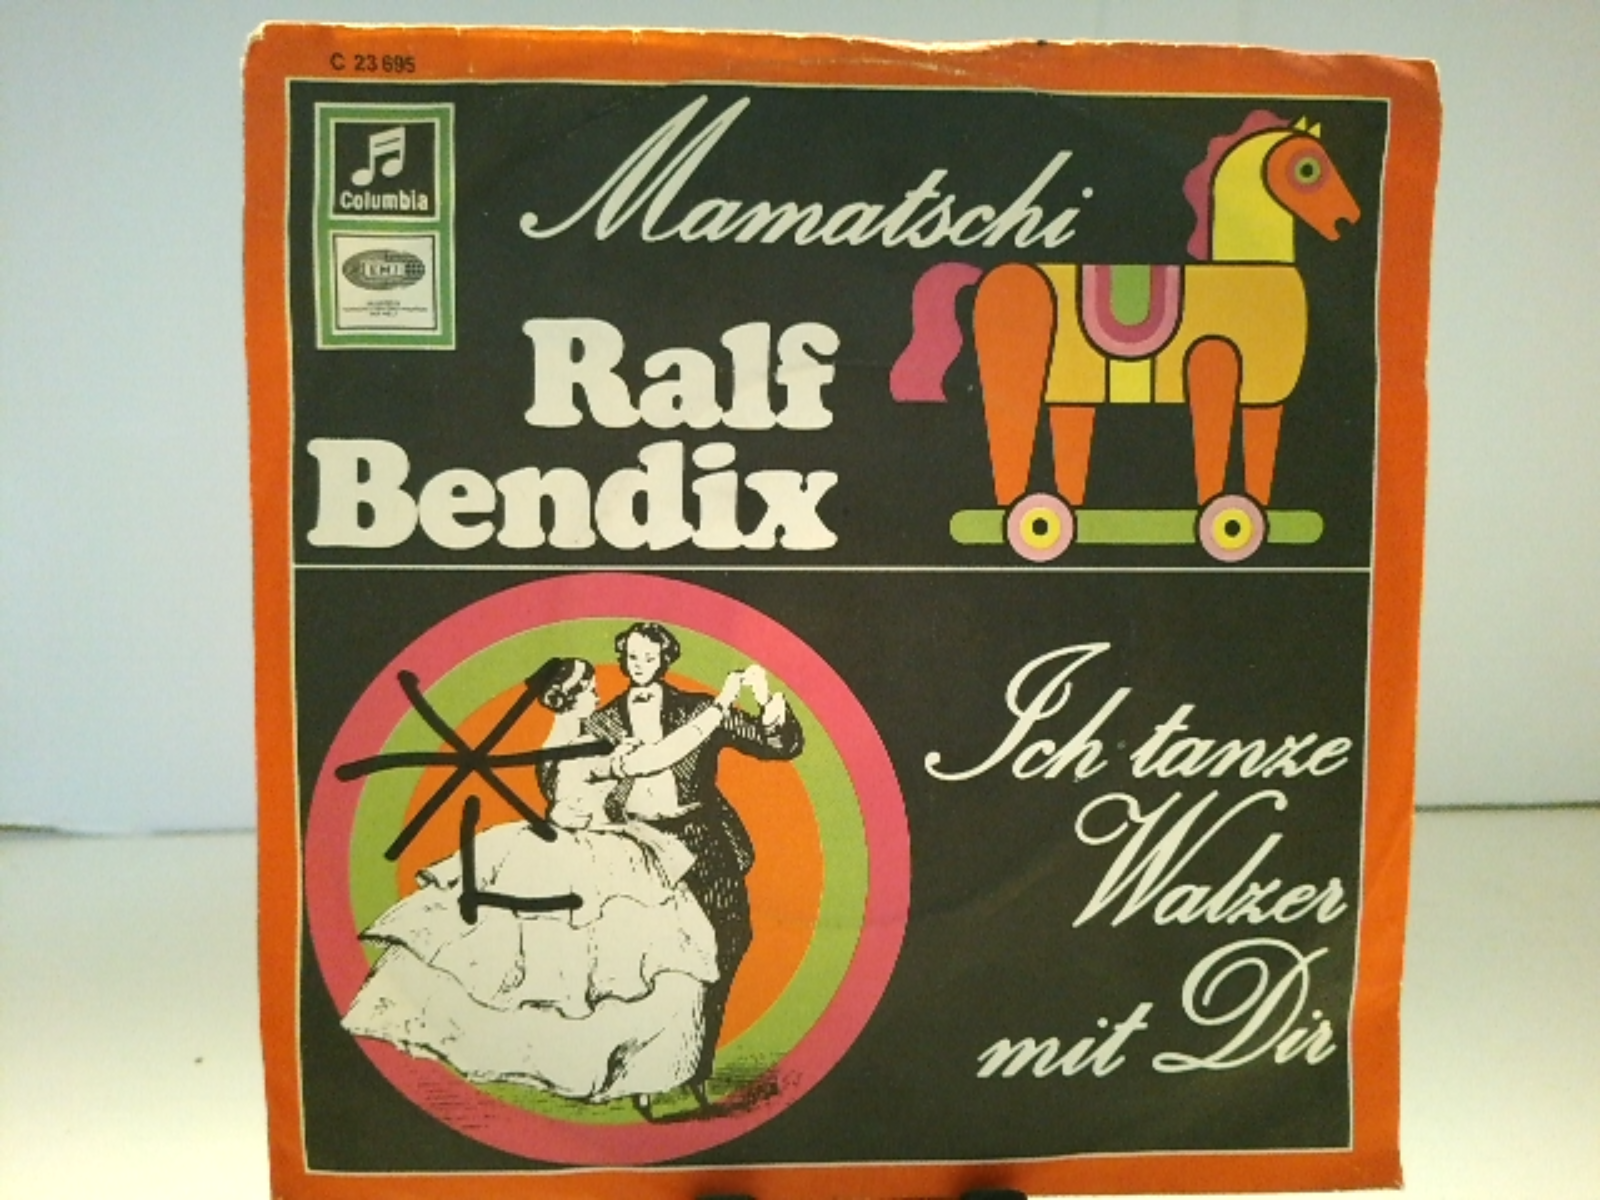 C 23 695
Columbia
EMI
Mamatschi
Ralf
Bendix
Ich tanze
Walzer
mit Dir
L